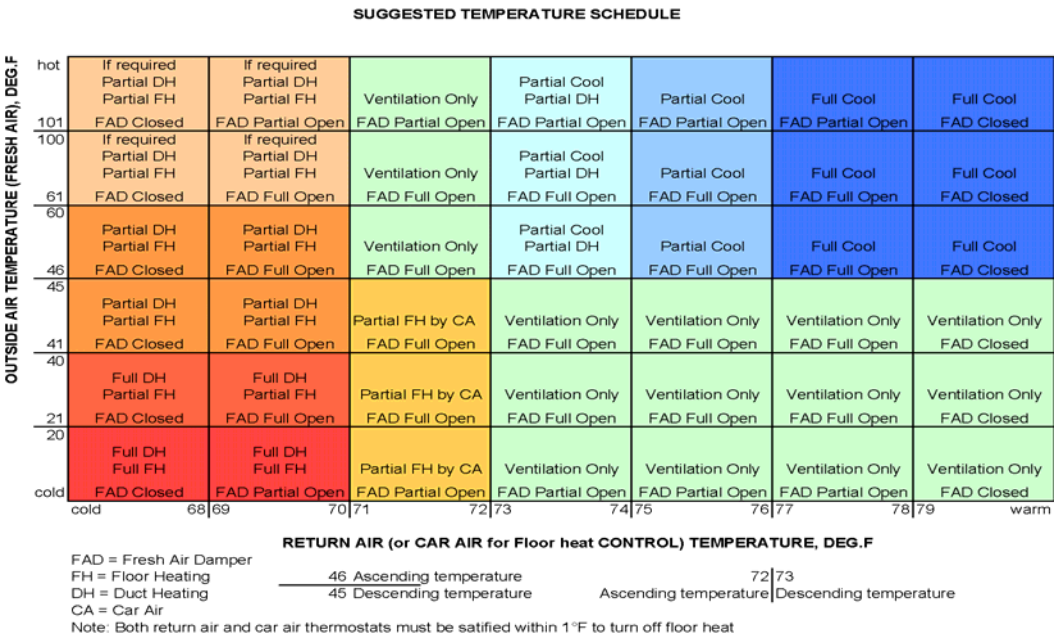 SUGGESTED TEMPERATURE SCHEDULE
OUTSIDE AIR TEMPERATURE (FRESH AIR), DEG.F
hot
If required If required
Partial DH Partial DH Partial Cool
Partial FH Partial FH Ventilation Only Partial DH Partial Cool Full Cool Full Cool
101 FAD Closed FAD Partial Open FAD Partial Open FAD Partial Open FAD Partial Open FAD Partial Open FAD Closed
100 If required If required
Partial DH Partial DH Partial Cool
Partial FH Partial FH Ventilation Only Partial DH Partial Cool Full Cool Full Cool
61 FAD Closed FAD Full Open FAD Full Open FAD Full Open FAD Full Open FAD Full Open FAD Closed
60
Partial DH Partial DH Partial Cool
Partial FH Partial FH Ventilation Only Partial DH Partial Cool Full Cool Full Cool
46 FAD Closed FAD Full Open FAD Full Open FAD Full Open FAD Full Open FAD Full Open FAD Closed
45
Partial DH Partial DH
Partial FH Partial FH Partial FH by CA Ventilation Only Ventilation Only Ventilation Only Ventilation Only
41 FAD Closed FAD Full Open FAD Full Open FAD Full Open FAD Full Open FAD Full Open FAD Closed
40
Full DH Full DH
Partial FH Partial FH Partial FH by CA Ventilation Only Ventilation Only Ventilation Only Ventilation Only
21 FAD Closed FAD Full Open FAD Full Open FAD Full Open FAD Full Open FAD Full Open FAD Closed
20
Full DH Full DH
Full FH Full FH Partial FH by CA Ventilation Only Ventilation Only Ventilation Only Ventilation Only
cold FAD Closed FAD Partial Open FAD Partial Open FAD Partial Open FAD Partial Open FAD Partial Open FAD Closed
cold 68 69 70 71 72 73 74 75 76 77 78 79 warm
RETURN AIR (or CAR AIR for Floor heat CONTROL) TEMPERATURE, DEG.F
FAD = Fresh Air Damper
FH = Floor Heating 46 Ascending temperature 72 73
DH = Duct Heating 45 Descending temperature Ascending temperature Descending temperature
CA = Car Air
Note: Both return air and car air thermostats must be satified within 1°F to turn off floor heat